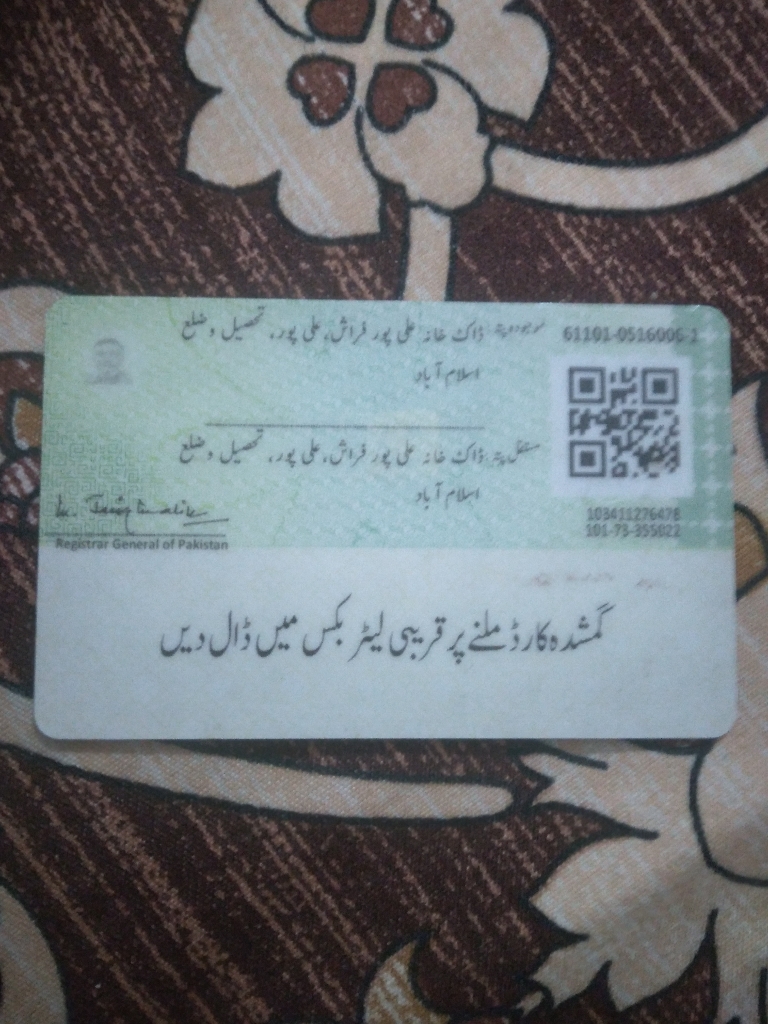 61101-0516006-1
موجودہ پتہ: ڈاک خانہ علی پور فراش، علی پور، تحصیل و ضلع
اسلام آباد
مستقل پتہ: ڈاک خانہ علی پور فراش، علی پور، تحصیل و ضلع
اسلام آباد
103411276478
101-73-355022
Registrar General of Pakistan
گمشدہ کارڈ ملنے پر قریبی لیٹر بکس میں ڈال دیں